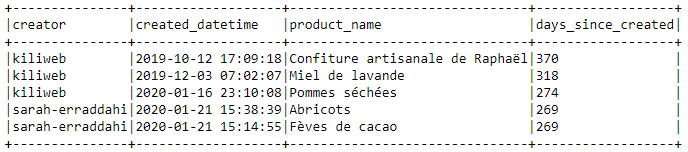 +--------------+-------------------+------------------------------+------------------+
|creator       |created_datetime   |product_name                  |days_since_created|
+--------------+-------------------+------------------------------+------------------+
|kiliweb       |2019-10-12 17:09:18|Confiture artisanale de Raphaël|370               |
|kiliweb       |2019-12-03 07:02:07|Miel de lavande               |318               |
|kiliweb       |2020-01-16 23:10:08|Pommes séchées                |274               |
|sarah-erraddahi|2020-01-21 15:38:39|Abricots                      |269               |
|sarah-erraddahi|2020-01-21 15:14:55|Fèves de cacao                |269               |
+--------------+-------------------+------------------------------+------------------+